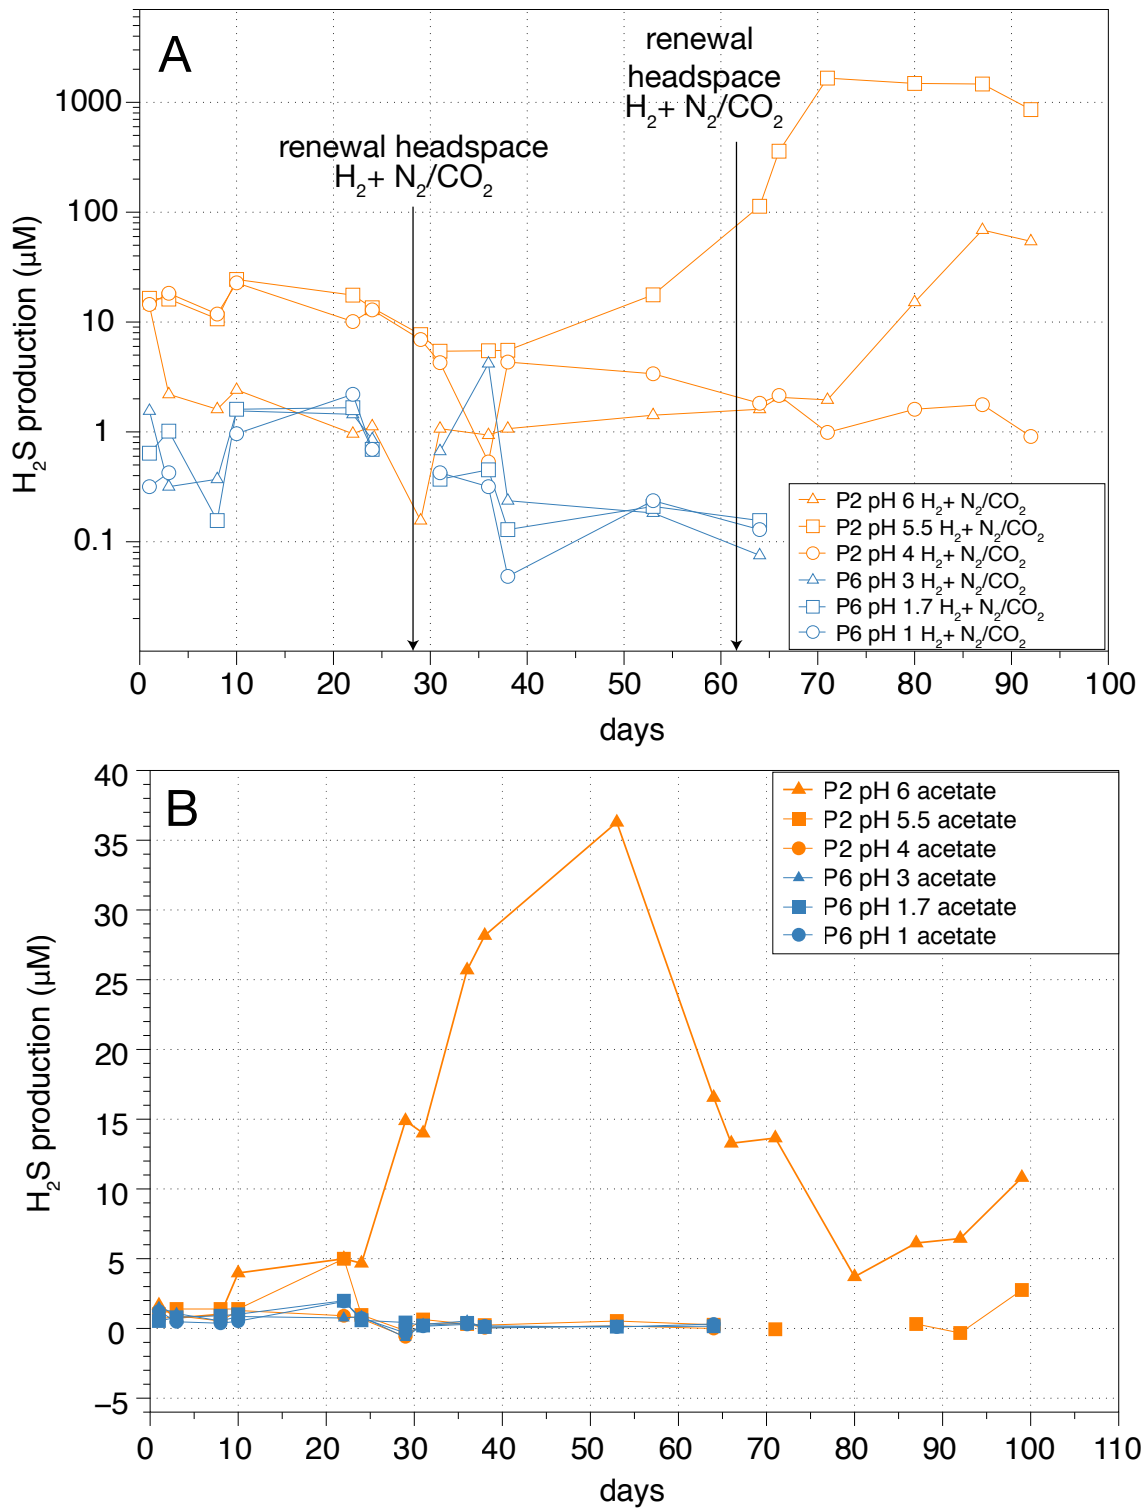 A
renewal
headspace
H₂+ N₂/CO₂
renewal headspace
H₂+ N₂/CO₂
H₂S production (µM)
1000
100
10
1
0.1
P2 pH 6 H₂+ N₂/CO₂
P2 pH 5.5 H₂+ N₂/CO₂
P2 pH 4 H₂+ N₂/CO₂
P6 pH 3 H₂+ N₂/CO₂
P6 pH 1.7 H₂+ N₂/CO₂
P6 pH 1 H₂+ N₂/CO₂
0 10 20 30 40 50 60 70 80 90 100
days
B
H₂S production (µM)
40
35
30
25
20
15
10
5
0
−5
P2 pH 6 acetate
P2 pH 5.5 acetate
P2 pH 4 acetate
P6 pH 3 acetate
P6 pH 1.7 acetate
P6 pH 1 acetate
0 10 20 30 40 50 60 70 80 90 100 110
days